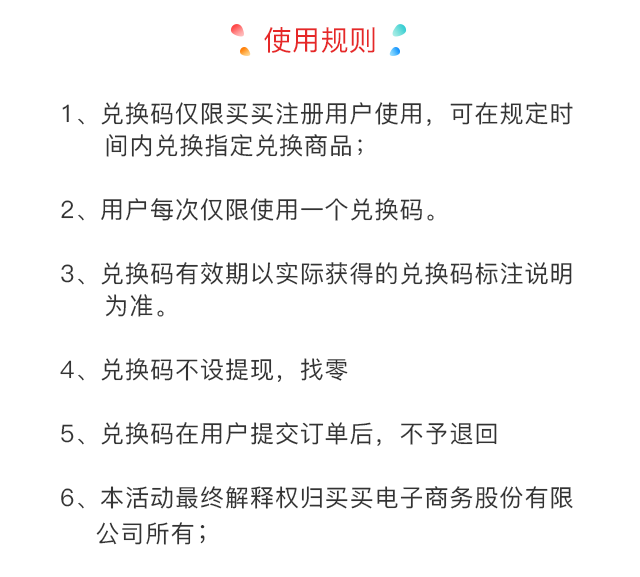 使用规则
1、兑换码仅限买买注册用户使用，可在规定时
间内兑换指定兑换商品；
2、用户每次仅限使用一个兑换码。
3、兑换码有效期以实际获得的兑换码标注说明
为准。
4、兑换码不设提现，找零
5、兑换码在用户提交订单后，不予退回
6、本活动最终解释权归买买电子商务股份有限
公司所有；